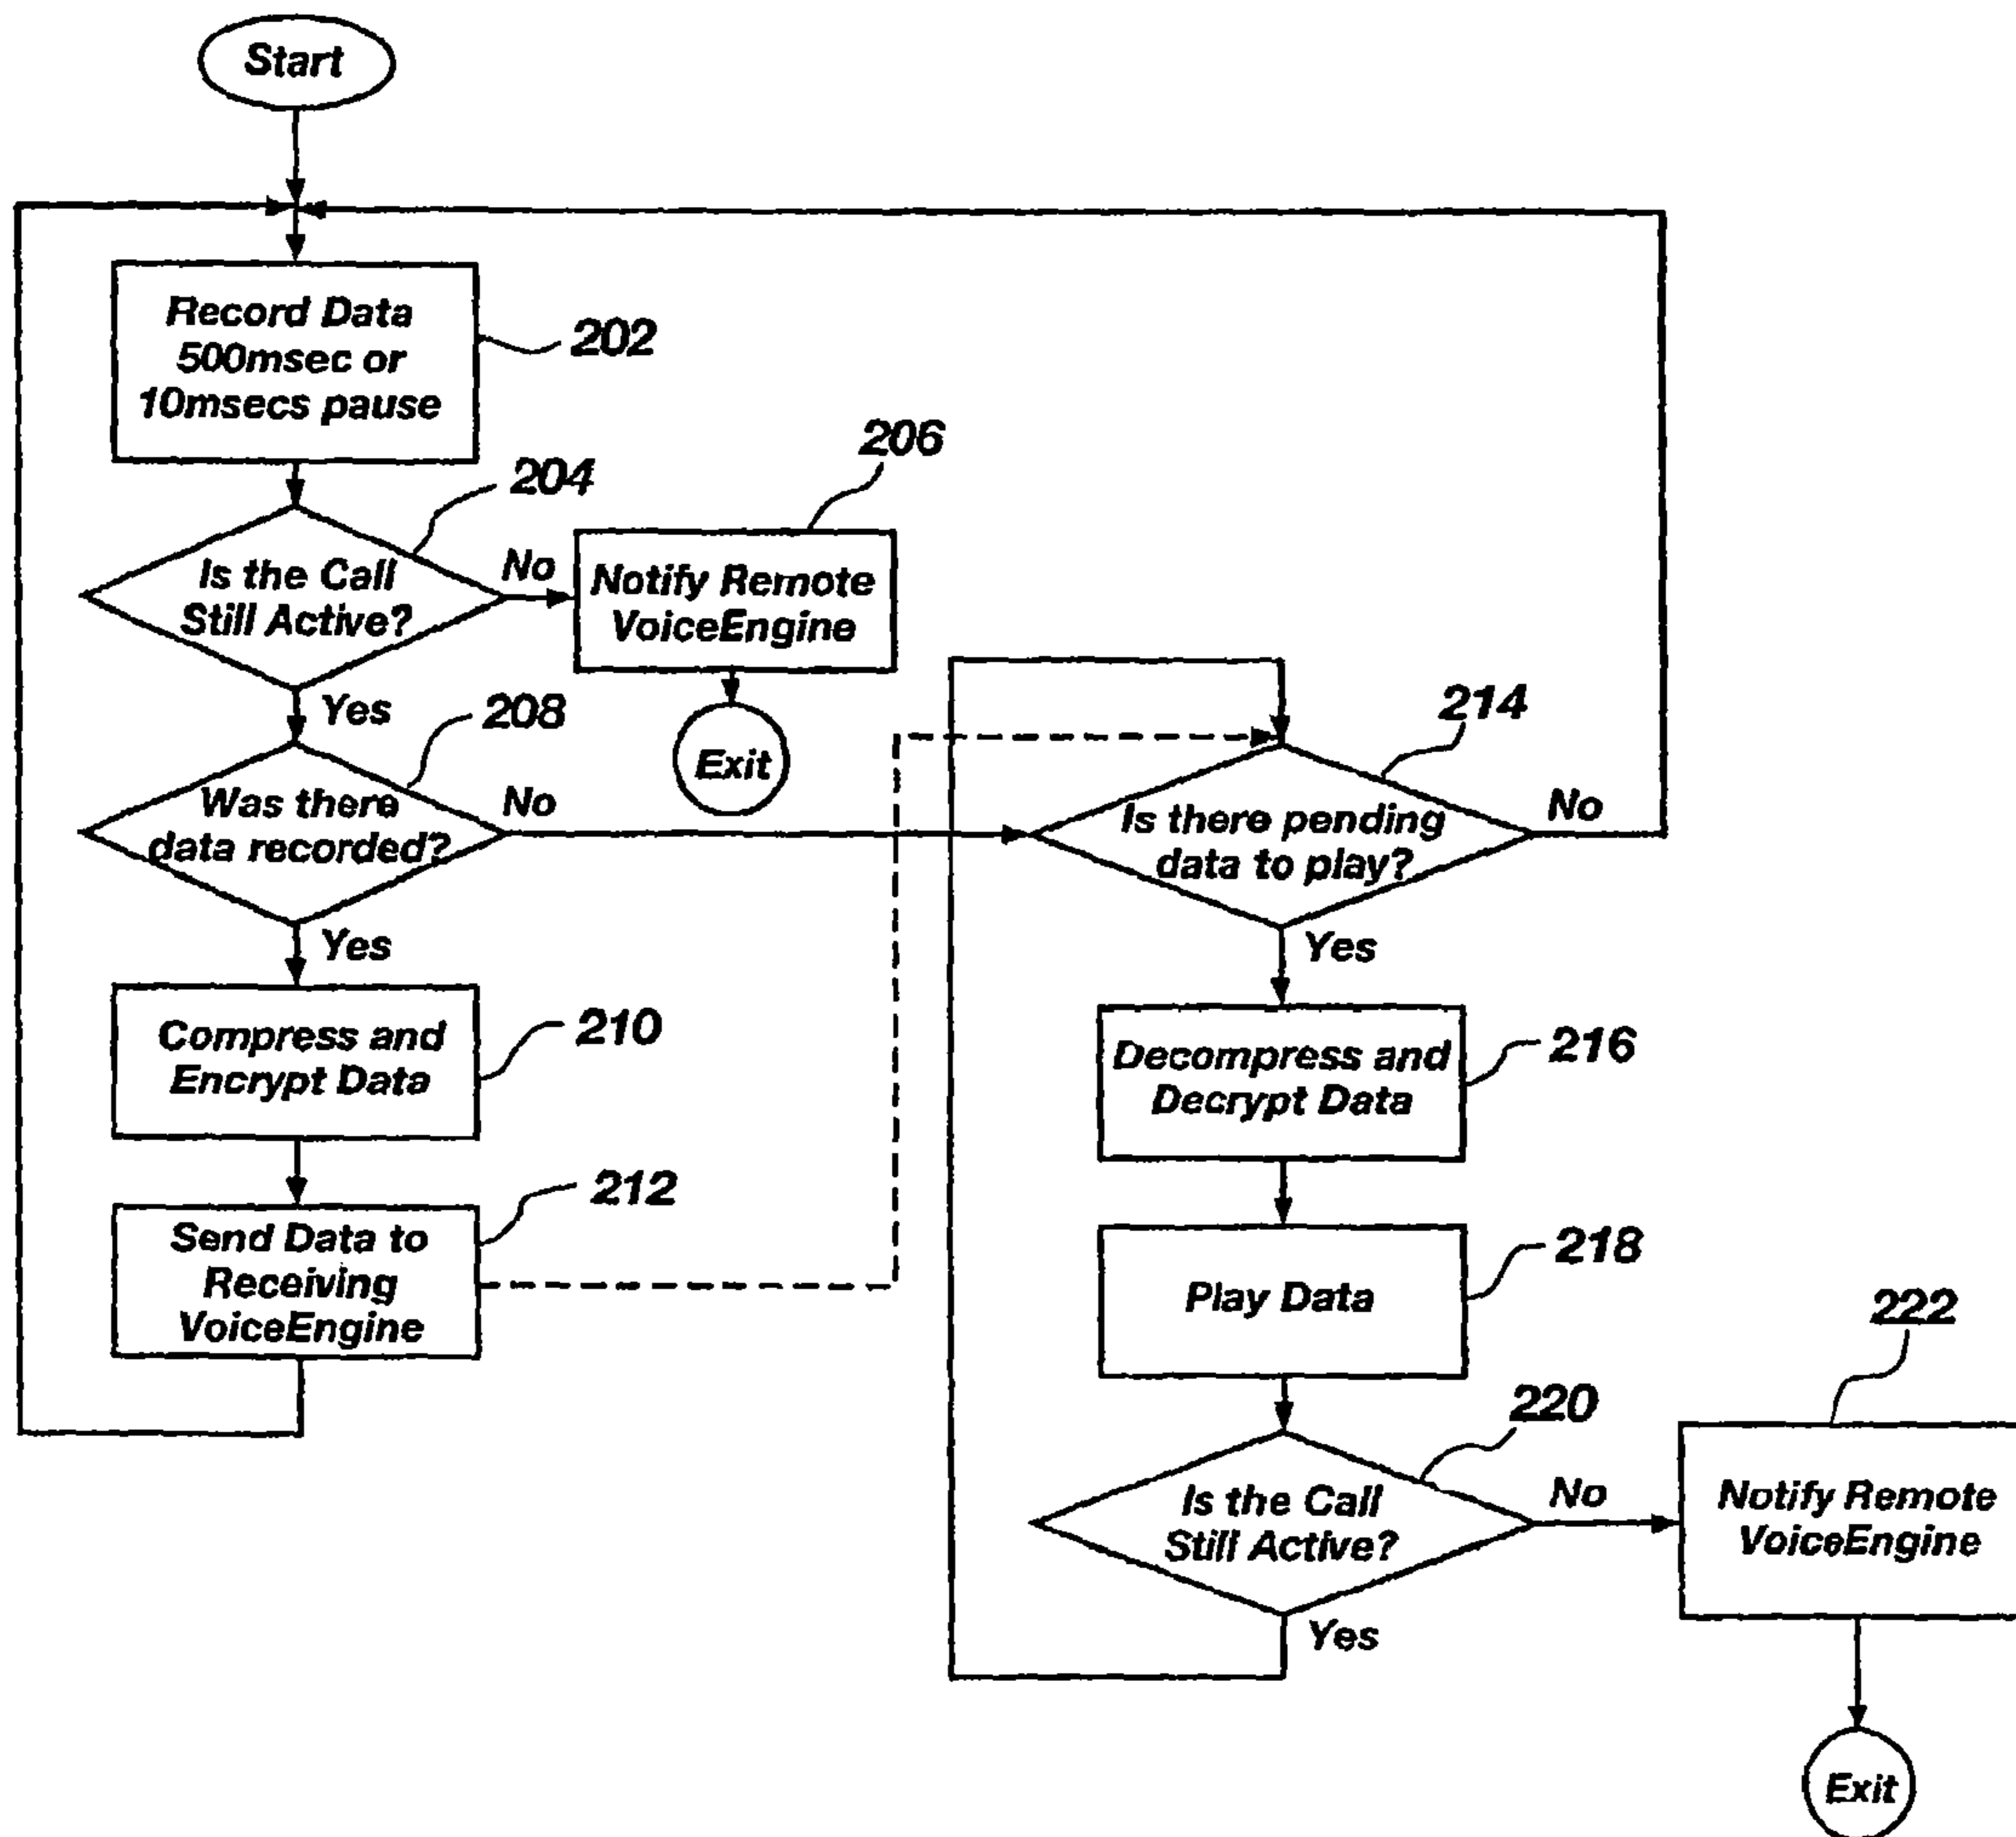 Start
Record Data
500msec or
10msecs pause
202
204
Is the Call
Still Active?
No
Yes
206
Notify Remote
VoiceEngine
Exit
208
Was there
data recorded?
No
Yes
210
Compress and
Encrypt Data
212
Send Data to
Receiving
VoiceEngine
214
Is there pending
data to play?
No
Yes
216
Decompress and
Decrypt Data
218
Play Data
220
Is the Call
Still Active?
No
Yes
222
Notify Remote
VoiceEngine
Exit